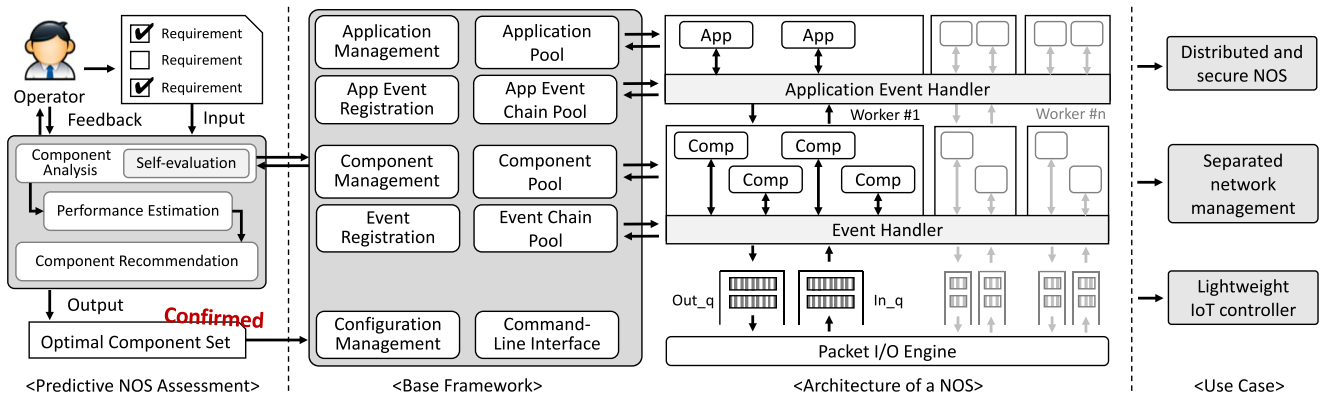 Requirement
Requirement
Requirement
Operator
Feedback
Input
Component
Analysis
Self-evaluation
Performance Estimation
Component Recommendation
Output
Confirmed
Optimal Component Set
<Predictive NOS Assessment>
Application
Management
Application
Pool
App Event
Registration
App Event
Chain Pool
Component
Management
Component
Pool
Event
Registration
Event Chain
Pool
Configuration
Management
Command-
Line Interface
<Base Framework>
App
App
Application Event Handler
Worker #1
Worker #n
Comp
Comp
Comp
Comp
Event Handler
Out_q
In_q
Packet I/O Engine
<Architecture of a NOS>
Distributed and
secure NOS
Separated
network
management
Lightweight
IoT controller
<Use Case>